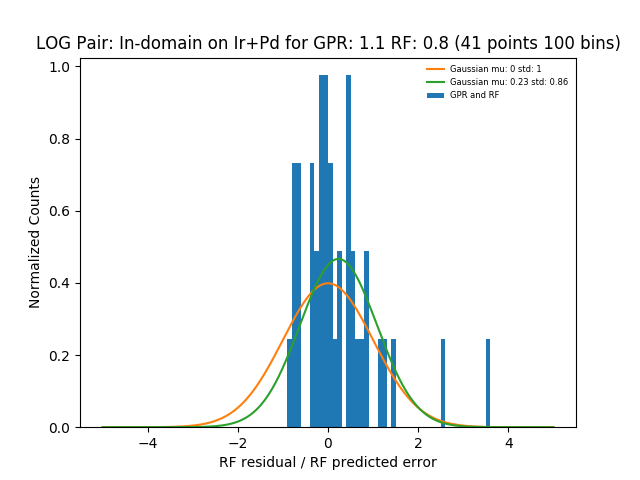 LOG Pair: In-domain on Ir+Pd for GPR: 1.1 RF: 0.8 (41 points 100 bins)
Gaussian mu: 0 std: 1
Gaussian mu: 0.23 std: 0.86
GPR and RF
Normalized Counts
1.0
0.8
0.6
0.4
0.2
0.0
−4
−2
0
2
4
RF residual / RF predicted error